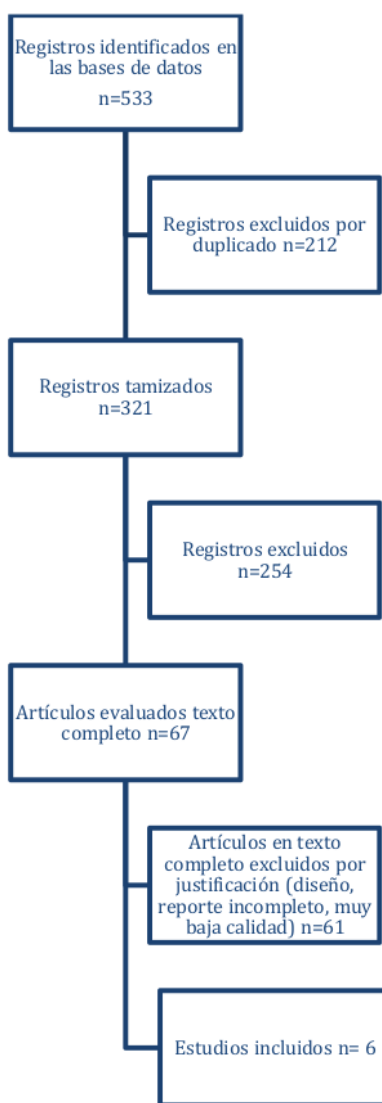 Registros identificados en
las bases de datos
n=533
Registros excluidos por
duplicado n=212
Registros tamizados
n=321
Registros excluidos
n=254
Artículos evaluados texto
completo n=67
Artículos en texto
completo excluidos por
justificación (diseño,
reporte incompleto, muy
baja calidad) n=61
Estudios incluidos n= 6